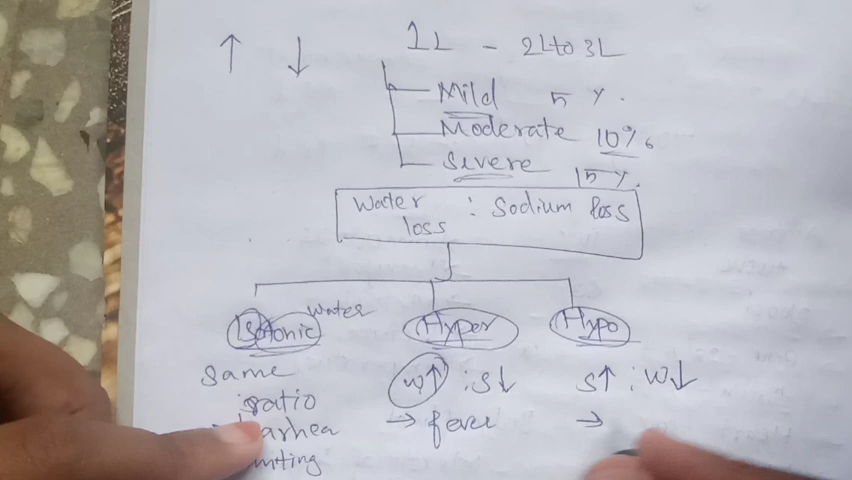 ↑ ↓ 1L - 2L to 3L
Mild 5 %.
Moderate 10%
Sivere 15 %.
Water loss : Sodium loss
Isotonic water Hyper Hypo
same w↑ : s↓ s↑ : w↓
ratio → fever →